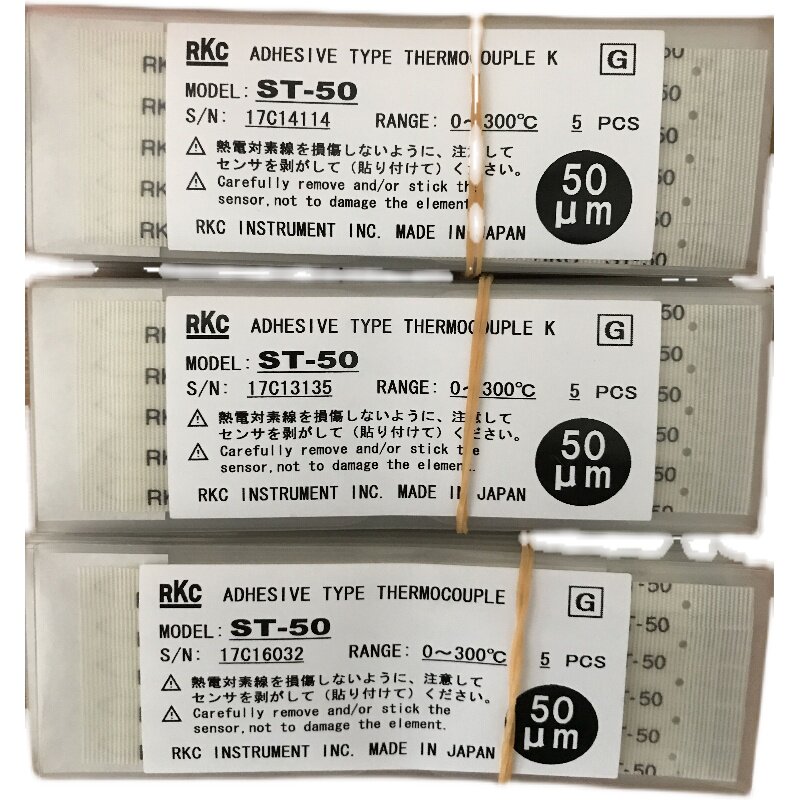 RKC ADHESIVE TYPE THERMOCOUPLE K G
MODEL: ST-50
S/N: 17C14114 RANGE: 0~300℃ 5 PCS
熱電対素線を損傷しないように、注意して
センサを剥がして(貼り付けて)ください。
Carefully remove and/or stick the
sensor,not to damage the element.
50
μm
RKC INSTRUMENT INC. MADE IN JAPAN
RKC ADHESIVE TYPE THERMOCOUPLE K G
MODEL: ST-50
S/N: 17C13135 RANGE: 0~300℃ 5 PCS
熱電対素線を損傷しないように、注意して
センサを剥がして(貼り付けて)ください。
Carefully remove and/or stick the
sensor,not to damage the element.
50
μm
RKC INSTRUMENT INC. MADE IN JAPAN
RKC ADHESIVE TYPE THERMOCOUPLE G
MODEL: ST-50
S/N: 17C16032 RANGE: 0~300℃ 5 PCS
熱電対素線を損傷しないように、注意して
センサを剥がして(貼り付けて)ください。
Carefully remove and/or stick the
sensor,not to damage the element.
50
μm
RKC INSTRUMENT INC. MADE IN JAPAN